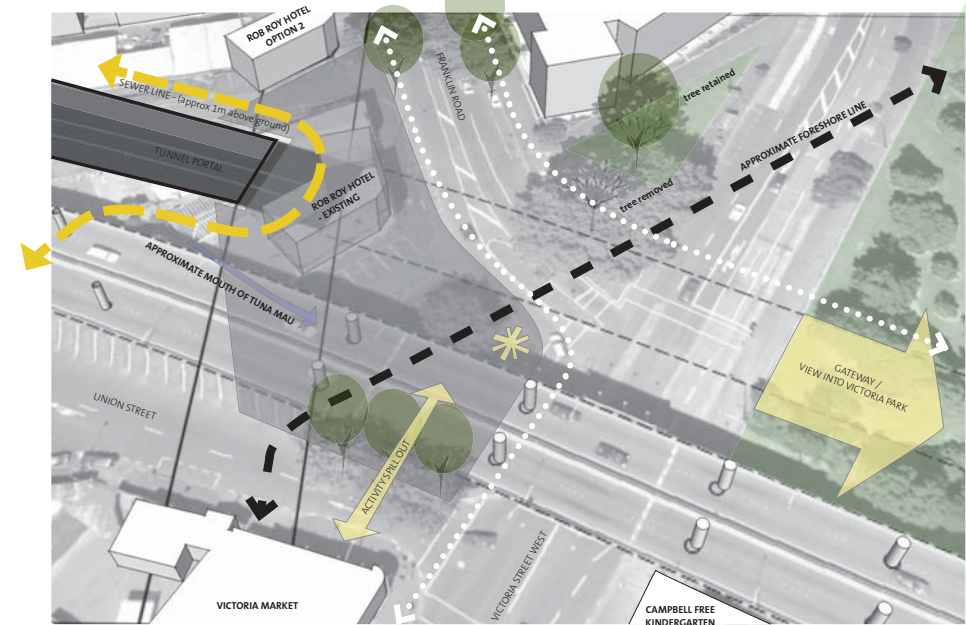 ROB ROY HOTEL
OPTION 2
FRANKLIN ROAD
tree retained
SEWER LINE - (approx 1m above ground)
TUNNEL PORTAL
APPROXIMATE FORESHORE LINE
ROB ROY HOTEL
- EXISTING
tree removed
APPROXIMATE MOUTH OF TUNA MAU
GATEWAY /
VIEW INTO VICTORIA PARK
UNION STREET
ACTIVITY SPILL OUT
VICTORIA STREET WEST
VICTORIA MARKET
CAMPBELL FREE
KINDERGARTEN